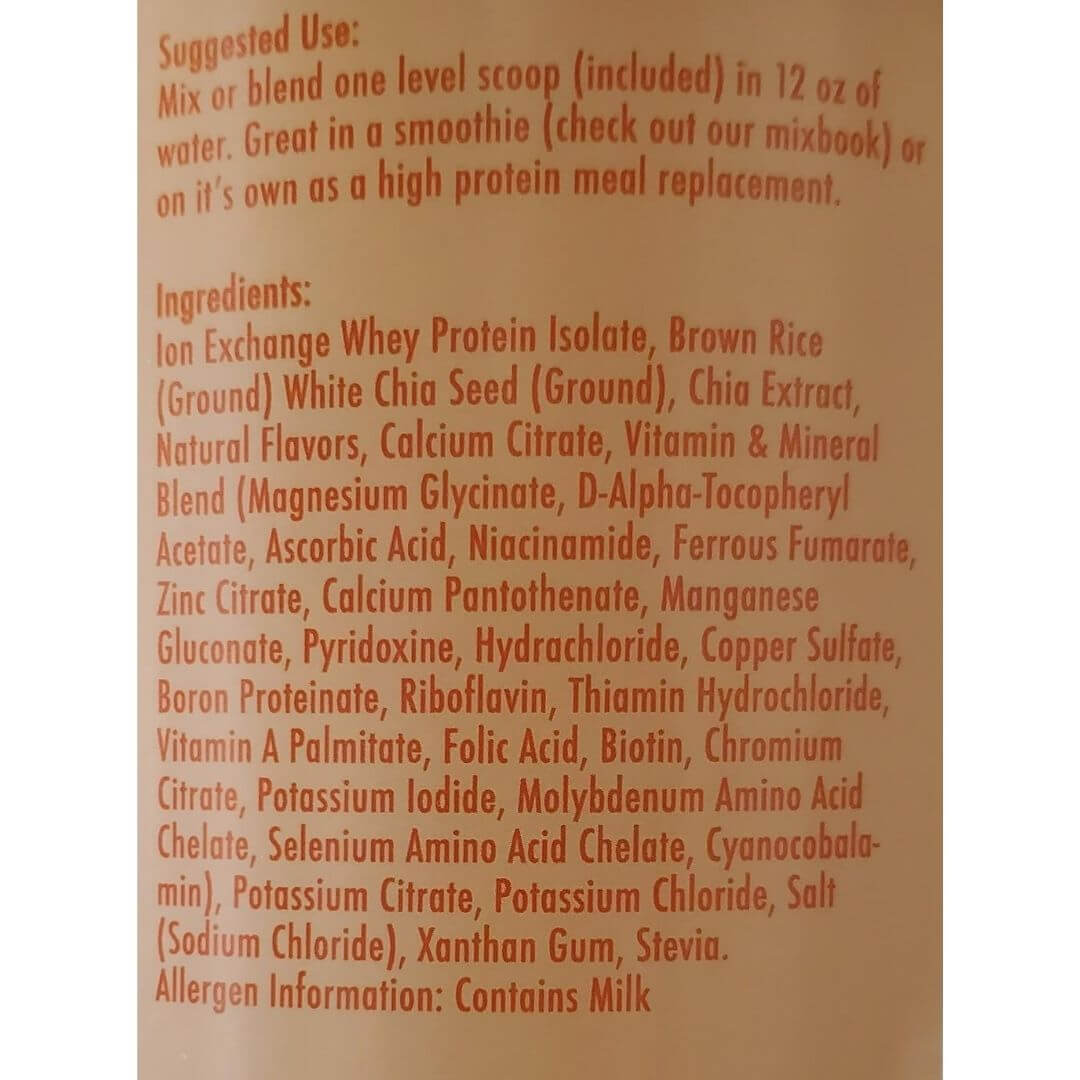 Suggested Use:
Mix or blend one level scoop (included) in 12 oz of
water. Great in a smoothie (check out our mixbook) or
on it's own as a high protein meal replacement.
Ingredients:
Ion Exchange Whey Protein Isolate, Brown Rice
(Ground) White Chia Seed (Ground), Chia Extract,
Natural Flavors, Calcium Citrate, Vitamin & Mineral
Blend (Magnesium Glycinate, D-Alpha-Tocopheryl
Acetate, Ascorbic Acid, Niacinamide, Ferrous Fumarate,
Zinc Citrate, Calcium Pantothenate, Manganese
Gluconate, Pyridoxine, Hydrachloride, Copper Sulfate,
Boron Proteinate, Riboflavin, Thiamin Hydrochloride,
Vitamin A Palmitate, Folic Acid, Biotin, Chromium
Citrate, Potassium Iodide, Molybdenum Amino Acid
Chelate, Selenium Amino Acid Chelate, Cyanocobala-
min), Potassium Citrate, Potassium Chloride, Salt
(Sodium Chloride), Xanthan Gum, Stevia.
Allergen Information: Contains Milk